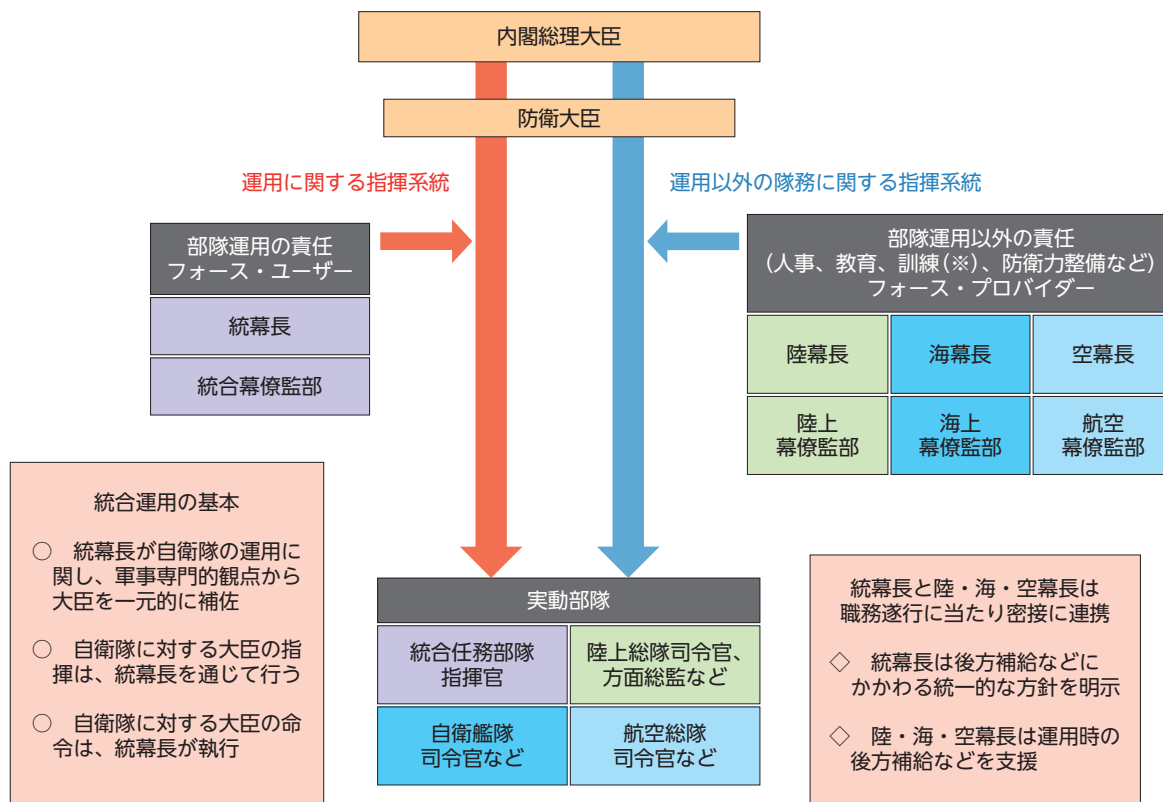 内閣総理大臣
防衛大臣
運用に関する指揮系統
運用以外の隊務に関する指揮系統
部隊運用の責任
フォース・ユーザー
統幕長
統合幕僚監部
部隊運用以外の責任
(人事、教育、訓練(※)、防衛力整備など)
フォース・プロバイダー
陸幕長
海幕長
空幕長
陸上
幕僚監部
海上
幕僚監部
航空
幕僚監部
統合運用の基本
○ 統幕長が自衛隊の運用に
関し、軍事専門的観点から
大臣を一元的に補佐
○ 自衛隊に対する大臣の指
揮は、統幕長を通じて行う
○ 自衛隊に対する大臣の命
令は、統幕長が執行
実動部隊
統合任務部隊
指揮官
陸上総隊司令官、
方面総監など
自衛艦隊
司令官など
航空総隊
司令官など
統幕長と陸・海・空幕長は
職務遂行に当たり密接に連携
◇ 統幕長は後方補給などに
かかわる統一的な方針を明示
◇ 陸・海・空幕長は運用時の
後方補給などを支援